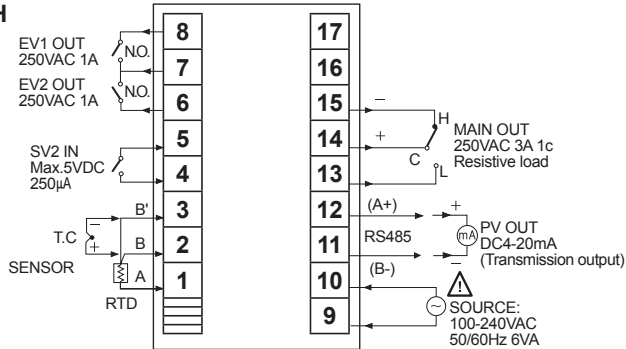 H
EV1 OUT
250VAC 1A
N.O.
EV2 OUT
250VAC 1A
N.O.
SV2 IN
Max.5VDC
250µA
B'
T.C
−
+
B
SENSOR
A
RTD
8
7
6
5
4
3
2
1
17
16
15
14
13
12
11
10
9
−
H
+
C
L
MAIN OUT
250VAC 3A 1c
Resistive load
(A+)
RS485
(B-)
+
mA
−
PV OUT
DC4-20mA
(Transmission output)
!
~
SOURCE:
100-240VAC
50/60Hz 6VA